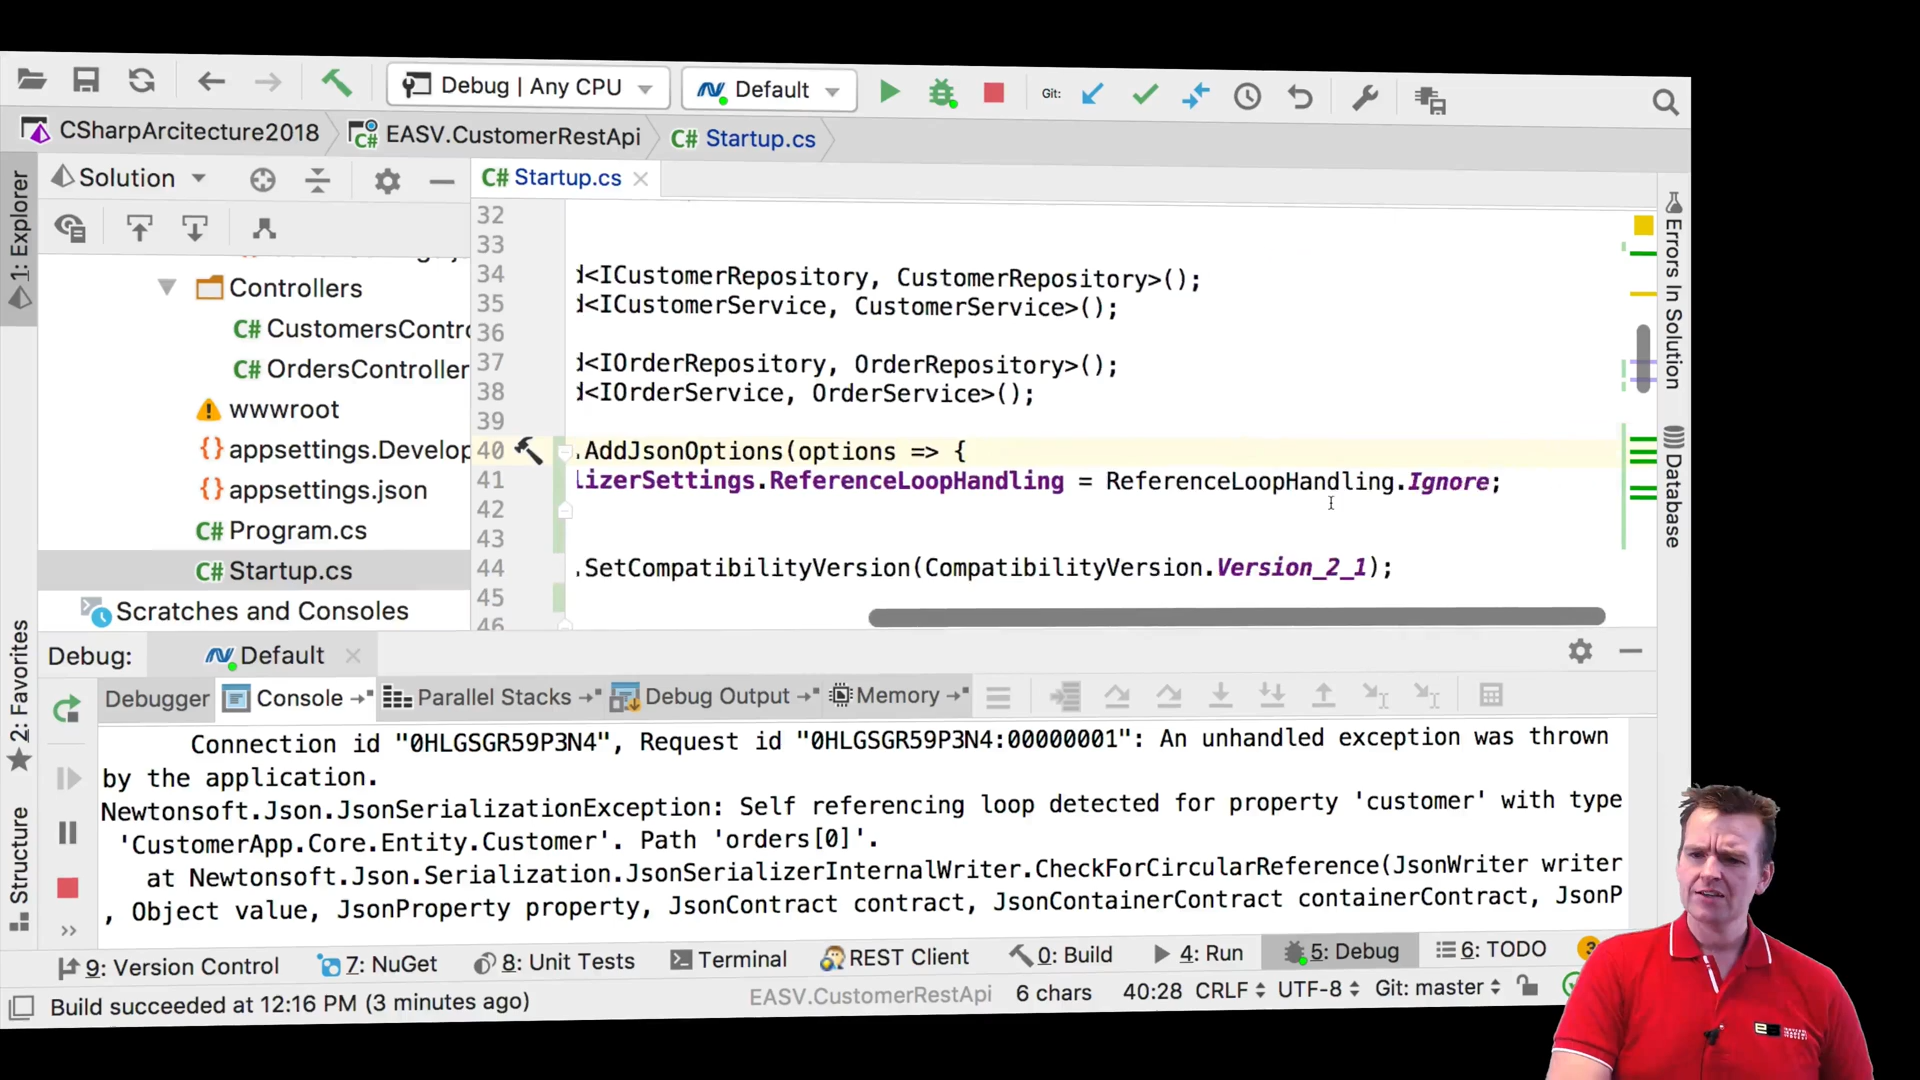 Debug | Any CPU
Default
Git:
CSharpArcitecture2018
EASV.CustomerRestApi
C# Startup.cs
1: Explorer
Solution
C# Startup.cs
Controllers
C# CustomersContr
C# OrdersController
wwwroot
{} appsettings.Develop
{} appsettings.json
C# Program.cs
C# Startup.cs
Scratches and Consoles
32
33
34 d<ICustomerRepository, CustomerRepository>();
35 d<ICustomerService, CustomerService>();
36
37 d<IOrderRepository, OrderRepository>();
38 d<IOrderService, OrderService>();
39
40 .AddJsonOptions(options => {
41 lizerSettings.ReferenceLoopHandling = ReferenceLoopHandling.Ignore;
42
43
44 .SetCompatibilityVersion(CompatibilityVersion.Version_2_1);
45
46
Errors In Solution
Database
2: Favorites
Structure
Debug: Default
Debugger Console Parallel Stacks Debug Output Memory
Connection id "0HLGSGR59P3N4", Request id "0HLGSGR59P3N4:00000001": An unhandled exception was thrown
by the application.
Newtonsoft.Json.JsonSerializationException: Self referencing loop detected for property 'customer' with type
'CustomerApp.Core.Entity.Customer'. Path 'orders[0]'.
at Newtonsoft.Json.Serialization.JsonSerializerInternalWriter.CheckForCircularReference(JsonWriter writer
, Object value, JsonProperty property, JsonContract contract, JsonContainerContract containerContract, JsonP
9: Version Control 7: NuGet 8: Unit Tests Terminal REST Client 0: Build 4: Run 5: Debug 6: TODO 3
Build succeeded at 12:16 PM (3 minutes ago)
EASV.CustomerRestApi 6 chars 40:28 CRLF UTF-8 Git: master